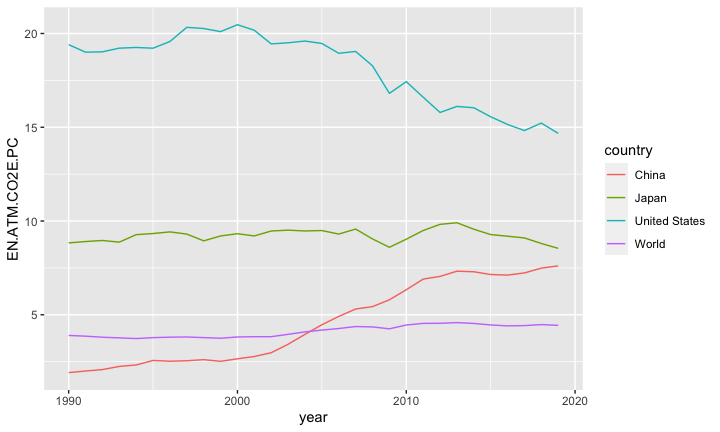 20
15
10
5
EN.ATM.CO2E.PC
1990
2000
2010
2020
year
country
China
Japan
United States
World